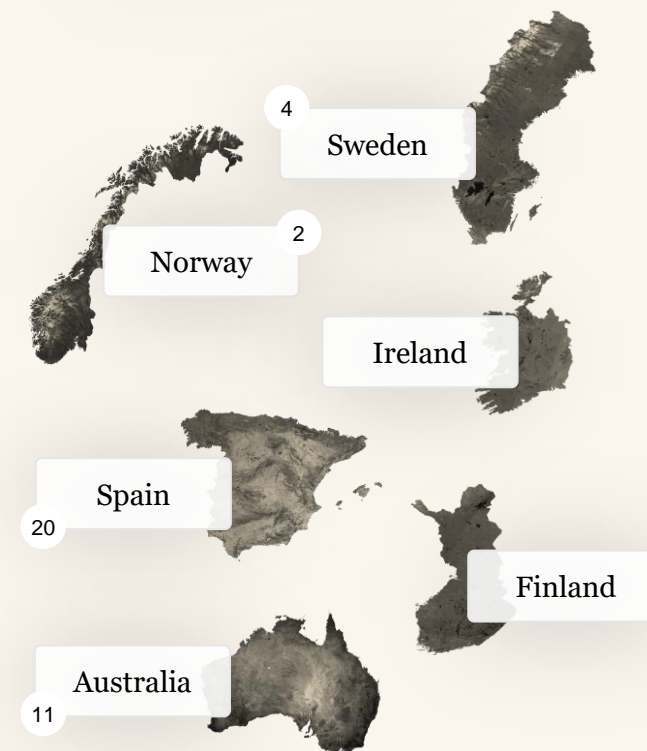 4
Sweden
2
Norway
Ireland
Spain
20
Finland
Australia
11